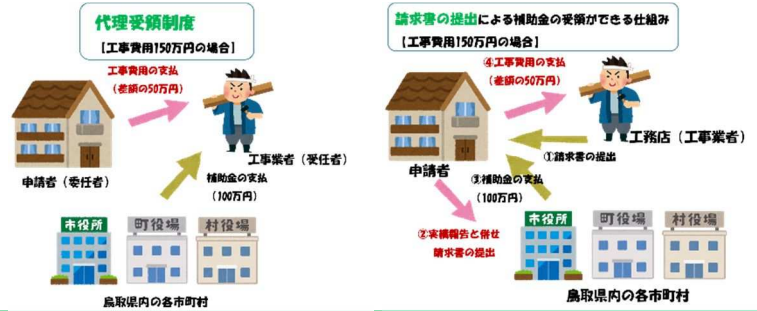 代理受領制度
【工事費用150万円の場合】
工事費用の支払
（差額の50万円）
工事業者（受任者）
申請者（委任者）
補助金の支払
（100万円）
市役所
町役場
村役場
鳥取県内の各市町村
請求書の提出による補助金の受領ができる仕組み
【工事費用150万円の場合】
④工事費用の支払
（差額の50万円）
工務店（工事業者）
①請求書の提出
申請者
③補助金の支払
（100万円）
②実績報告と併せ
請求書の提出
市役所
町役場
村役場
鳥取県内の各市町村